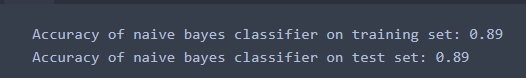 Accuracy of naive bayes classifier on training set: 0.89
Accuracy of naive bayes classifier on test set: 0.89